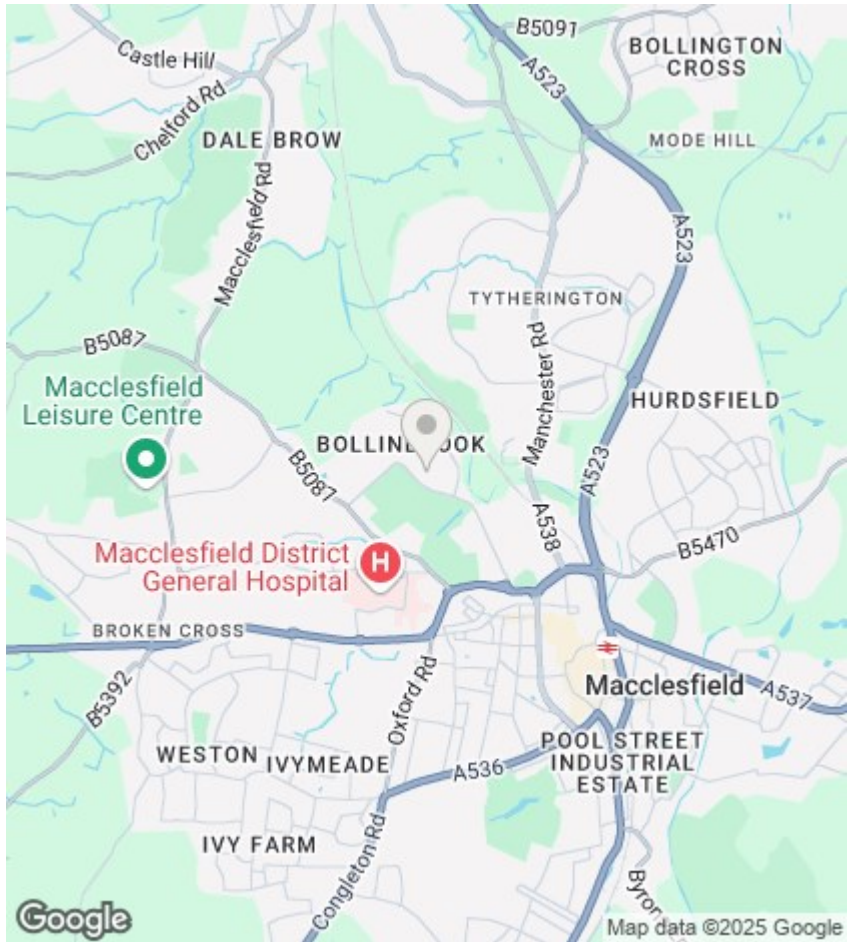 B5091
BOLLINGTON
CROSS
Castle Hill
Chelford Rd
A523
DALE BROW
MODE HILL
Macclesfield Rd
A523
TYTHERINGTON
B5087
Manchester Rd
Macclesfield
Leisure Centre
HURDSFIELD
B5087
A523
A538
B5470
Macclesfield District
General Hospital
H
BROKEN CROSS
Oxford Rd
Macclesfield
A537
B5392
WESTON
IVYMEADE
POOL STREET
INDUSTRIAL
ESTATE
A536
IVY FARM
Congleton Rd
Google
Map data ©2025 Google